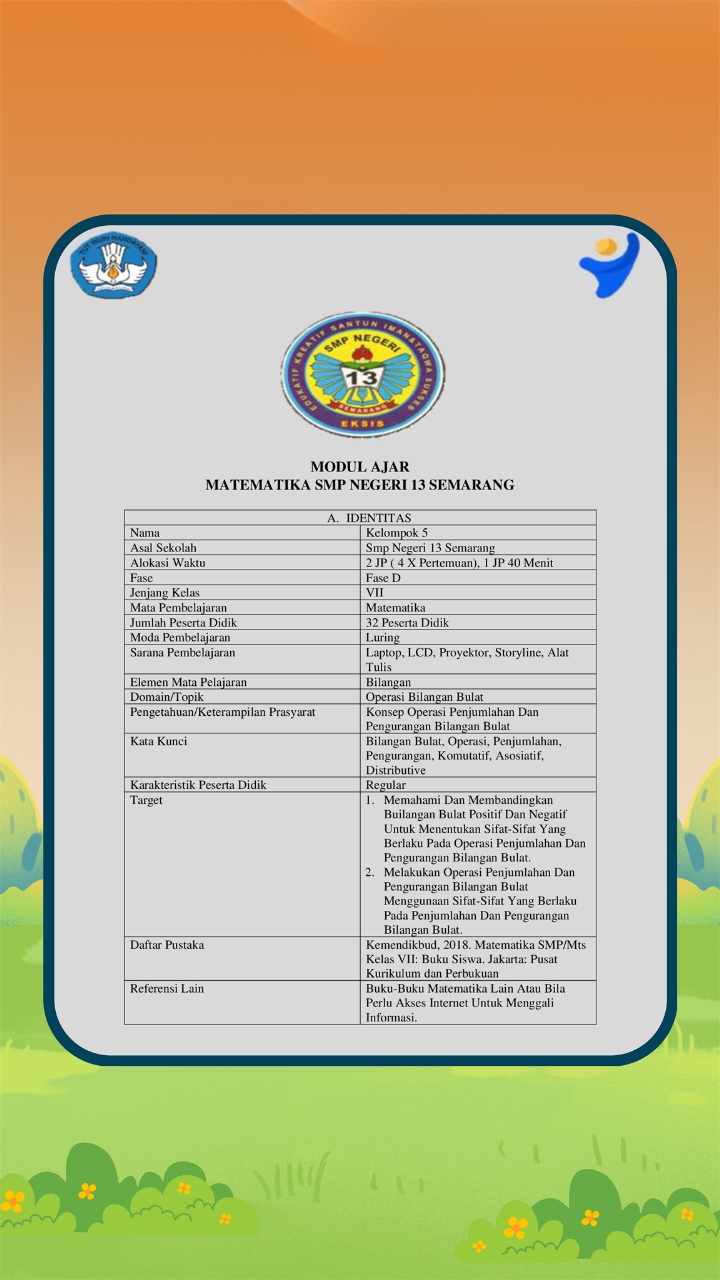 TUT WURI HANDAYANI
EDUKATIF KREATIF SANTUN IMAN&TAQWA SUKSES
SMP NEGERI
13
SEMARANG
EKSIS
MODUL AJAR
MATEMATIKA SMP NEGERI 13 SEMARANG
A. IDENTITAS
Nama Kelompok 5
Asal Sekolah Smp Negeri 13 Semarang
Alokasi Waktu 2 JP ( 4 X Pertemuan), 1 JP 40 Menit
Fase Fase D
Jenjang Kelas VII
Mata Pembelajaran Matematika
Jumlah Peserta Didik 32 Peserta Didik
Moda Pembelajaran Luring
Sarana Pembelajaran Laptop, LCD, Proyektor, Storyline, Alat
Tulis
Elemen Mata Pelajaran Bilangan
Domain/Topik Operasi Bilangan Bulat
Pengetahuan/Keterampilan Prasyarat Konsep Operasi Penjumlahan Dan
Pengurangan Bilangan Bulat
Kata Kunci Bilangan Bulat, Operasi, Penjumlahan,
Pengurangan, Komutatif, Asosiatif,
Distributive
Karakteristik Peserta Didik Regular
Target 1. Memahami Dan Membandingkan
Builangan Bulat Positif Dan Negatif
Untuk Menentukan Sifat-Sifat Yang
Berlaku Pada Operasi Penjumlahan Dan
Pengurangan Bilangan Bulat.
2. Melakukan Operasi Penjumlahan Dan
Pengurangan Bilangan Bulat
Menggunaan Sifat-Sifat Yang Berlaku
Pada Penjumlahan Dan Pengurangan
Bilangan Bulat.
Daftar Pustaka Kemendikbud, 2018. Matematika SMP/Mts
Kelas VII: Buku Siswa. Jakarta: Pusat
Kurikulum dan Perbukuan
Referensi Lain Buku-Buku Matematika Lain Atau Bila
Perlu Akses Internet Untuk Menggali
Informasi.